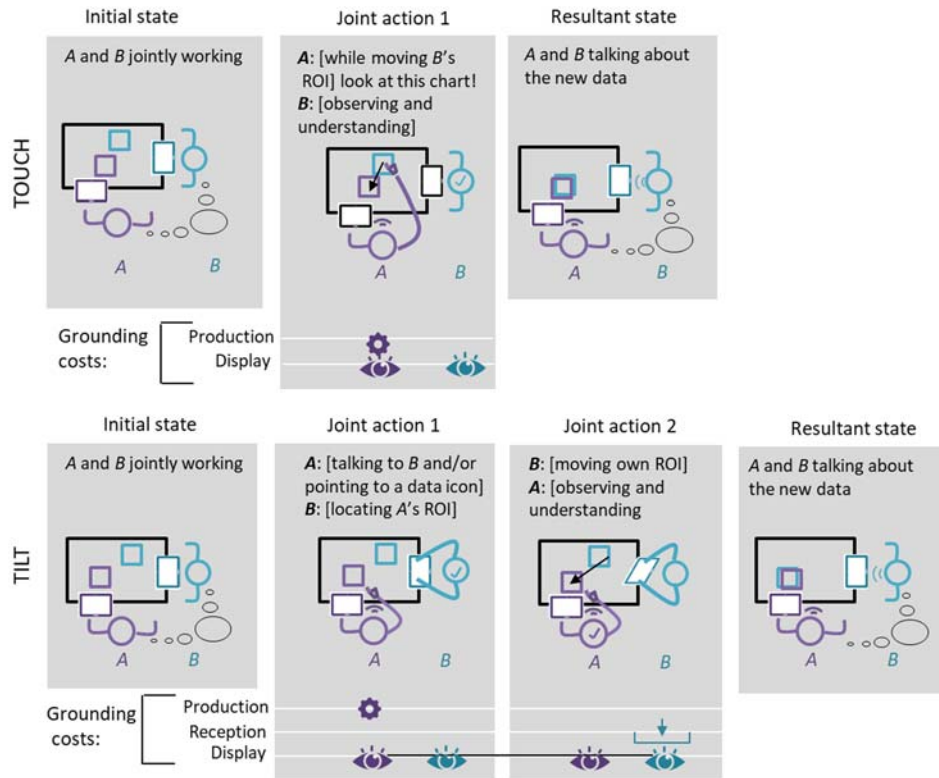 Initial state
Joint action 1
Resultant state
TOUCH
A and B jointly working
A: [while moving B's
ROI] look at this chart!
B: [observing and
understanding]
A and B talking about
the new data
A
B
A
B
A
B
Grounding
costs:
Production
Display
Initial state
Joint action 1
Joint action 2
Resultant state
TILT
A and B jointly working
A: [talking to B and/or
pointing to a data icon]
B: [locating A's ROI]
B: [moving own ROI]
A: [observing and
understanding
A and B talking about
the new data
A
B
A
B
A
B
A
B
Grounding
costs:
Production
Reception
Display